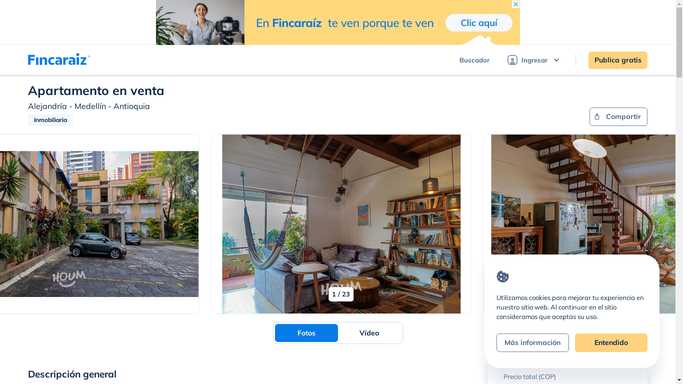 En Fincaraíz te ven porque te ven
Clic aquí
Fincaraíz
Buscador
Ingresar
Publica gratis
Apartamento en venta
Alejandría - Medellín - Antioquia
Inmobiliaria
Compartir
HOUM
HOUM
1 / 23
Fotos
Vídeo
Utilizamos cookies para mejorar tu experiencia en
nuestro sitio web. Al continuar en el sitio
consideramos que aceptas su uso.
Más información
Entendido
Descripción general
Precio total (COP)